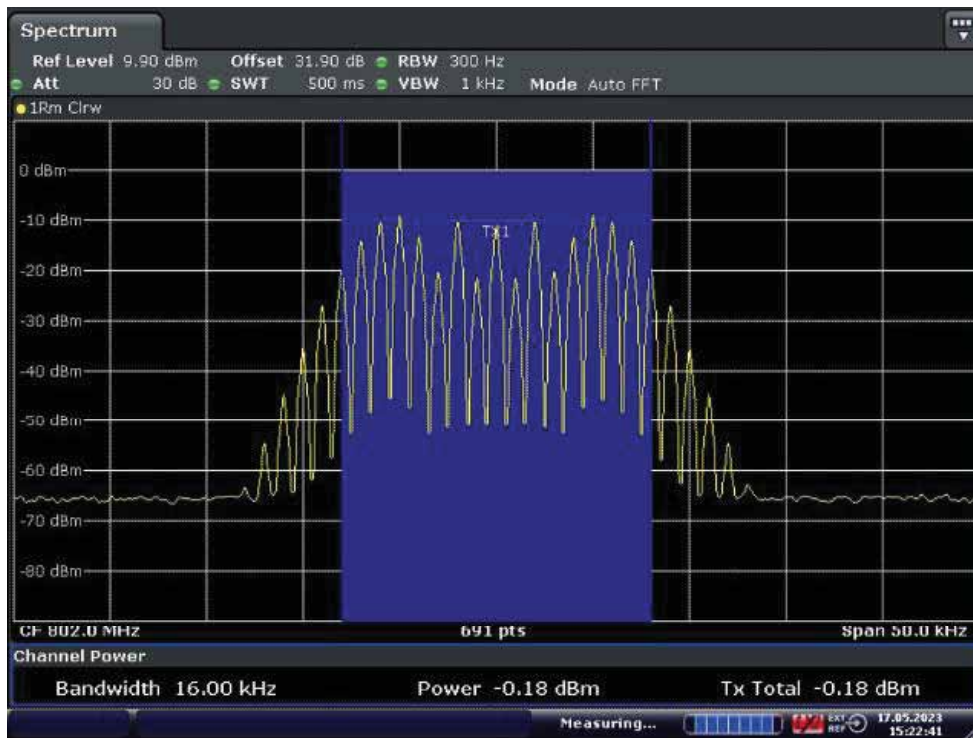 Spectrum
Ref Level 9.90 dBm Offset 31.90 dB RBW 300 Hz
Att 30 dB SWT 500 ms VBW 1 kHz Mode Auto FFT
1Rm Clrw
0 dBm
-10 dBm
TX1
-20 dBm
-30 dBm
-40 dBm
-50 dBm
-60 dBm
-70 dBm
-80 dBm
CF 802.0 MHz 691 pts Span 50.0 kHz
Channel Power
Bandwidth 16.00 kHz Power -0.18 dBm Tx Total -0.18 dBm
Measuring... EXT REF 17.05.2023
15:22:41